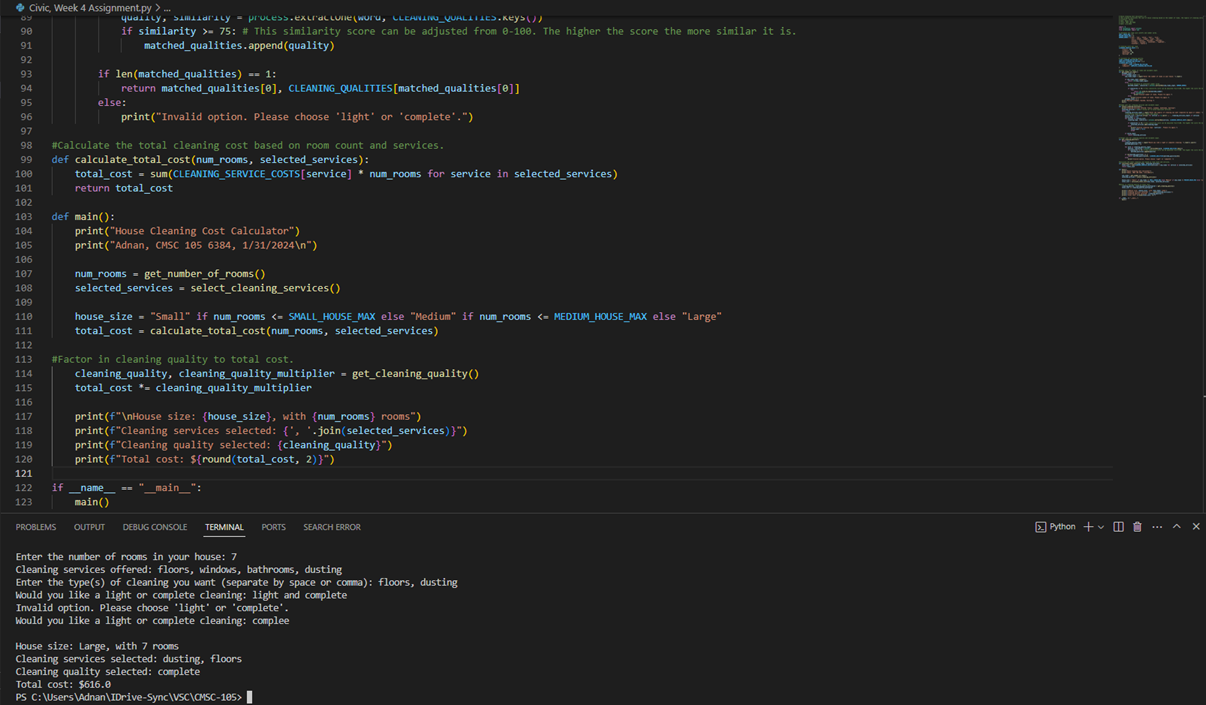 Civic, Week 4 Assignment.py > ...
89 quality, similarity = process.extractOne(word, CLEANING_QUALITIES.keys())
90 if similarity >= 75: # This similarity score can be adjusted from 0-100. The higher the score the more similar it is.
91 matched_qualities.append(quality)
92
93 if len(matched_qualities) == 1:
94 return matched_qualities[0], CLEANING_QUALITIES[matched_qualities[0]]
95 else:
96 print("Invalid option. Please choose 'light' or 'complete'.")
97
98 #Calculate the total cleaning cost based on room count and services.
99 def calculate_total_cost(num_rooms, selected_services):
100 total_cost = sum(CLEANING_SERVICE_COSTS[service] * num_rooms for service in selected_services)
101 return total_cost
102
103 def main():
104 print("House Cleaning Cost Calculator")
105 print("Adnan, CMSC 105 6384, 1/31/2024\n")
106
107 num_rooms = get_number_of_rooms()
108 selected_services = select_cleaning_services()
109
110 house_size = "Small" if num_rooms <= SMALL_HOUSE_MAX else "Medium" if num_rooms <= MEDIUM_HOUSE_MAX else "Large"
111 total_cost = calculate_total_cost(num_rooms, selected_services)
112
113 #Factor in cleaning quality to total cost.
114 cleaning_quality, cleaning_quality_multiplier = get_cleaning_quality()
115 total_cost *= cleaning_quality_multiplier
116
117 print(f"\nHouse size: {house_size}, with {num_rooms} rooms")
118 print(f"Cleaning services selected: {', '.join(selected_services)}")
119 print(f"Cleaning quality selected: {cleaning_quality}")
120 print(f"Total cost: ${round(total_cost, 2)}")
121
122 if __name__ == "__main__":
123 main()
PROBLEMS OUTPUT DEBUG CONSOLE TERMINAL PORTS SEARCH ERROR Python
Enter the number of rooms in your house: 7
Cleaning services offered: floors, windows, bathrooms, dusting
Enter the type(s) of cleaning you want (separate by space or comma): floors, dusting
Would you like a light or complete cleaning: light and complete
Invalid option. Please choose 'light' or 'complete'.
Would you like a light or complete cleaning: complee
House size: Large, with 7 rooms
Cleaning services selected: dusting, floors
Cleaning quality selected: complete
Total cost: $616.0
PS C:\Users\Adnan\IDrive-Sync\VSC\CMSC-105>